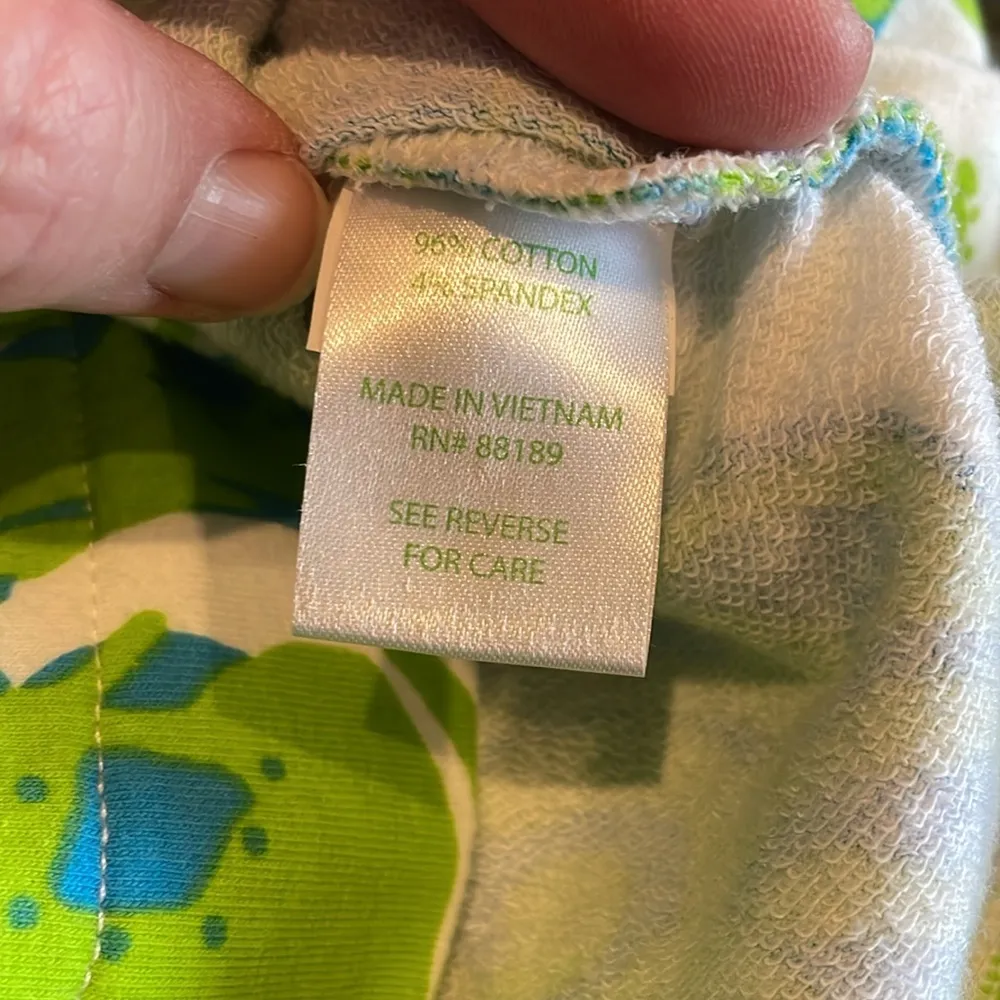 96% COTTON
4% SPANDEX
MADE IN VIETNAM
RN# 88189
SEE REVERSE
FOR CARE